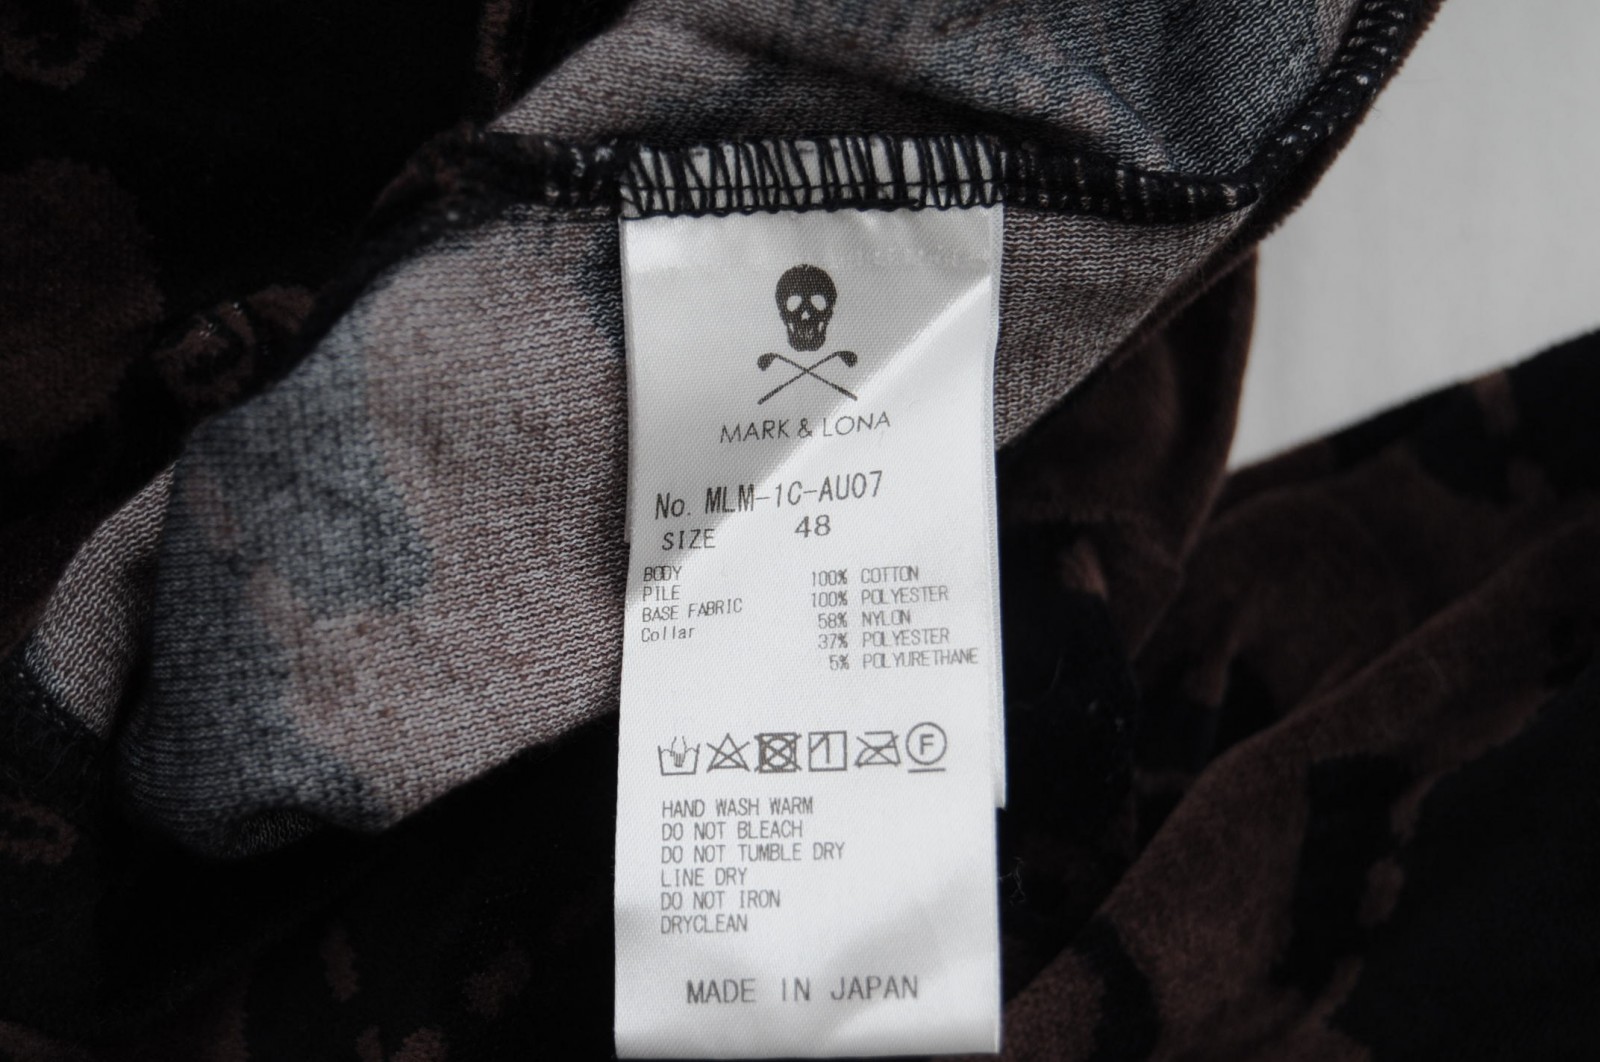 MARK & LONA
No. MLM-1C-AU07
SIZE 48
BODY 100% COTTON
PILE 100% POLYESTER
BASE FABRIC 58% NYLON
Collar 37% POLYESTER
5% POLYURETHANE
1 F
HAND WASH WARM
DO NOT BLEACH
DO NOT TUMBLE DRY
LINE DRY
DO NOT IRON
DRYCLEAN
MADE IN JAPAN